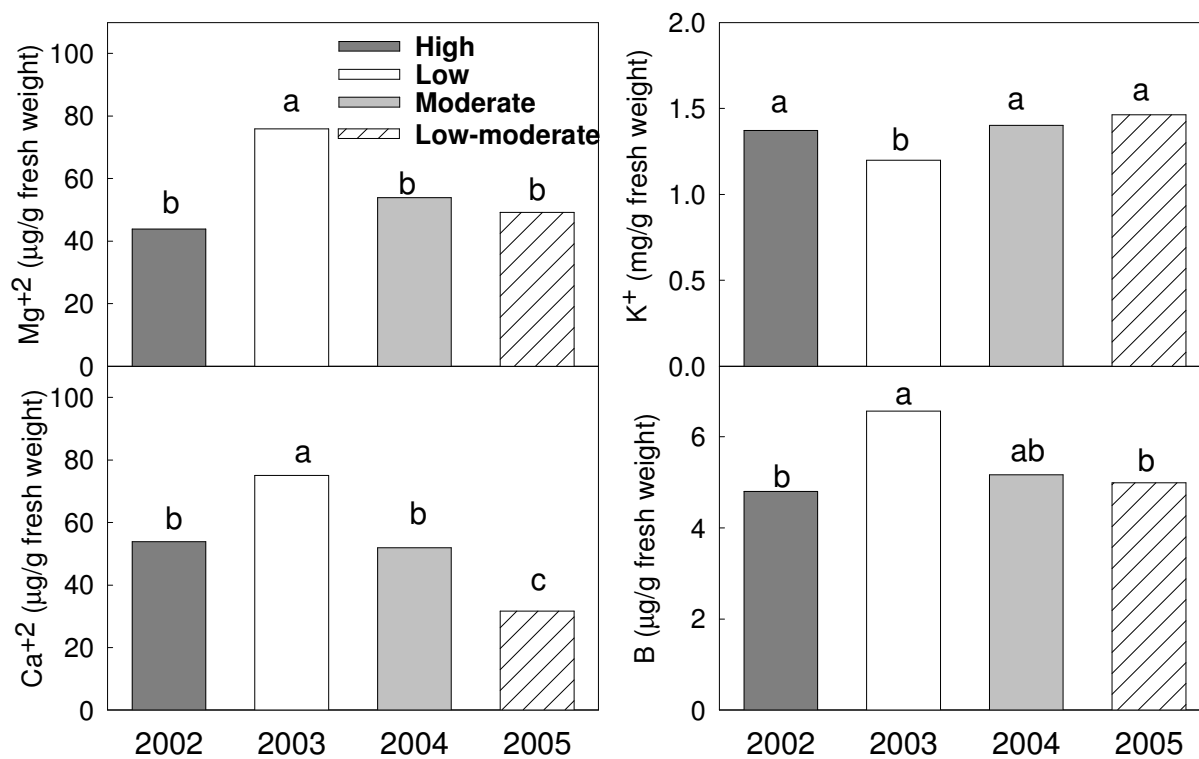 Mg+2 (µg/g fresh weight)
100
80
60
40
20
0
High
Low
Moderate
Low-moderate
b
a
b
b
K+ (mg/g fresh weight)
2.0
1.5
1.0
0.5
0.0
a
b
a
a
Ca+2 (µg/g fresh weight)
100
80
60
40
20
0
b
a
b
c
2002 2003 2004 2005
B (µg/g fresh weight)
6
4
2
0
b
a
ab
b
2002 2003 2004 2005